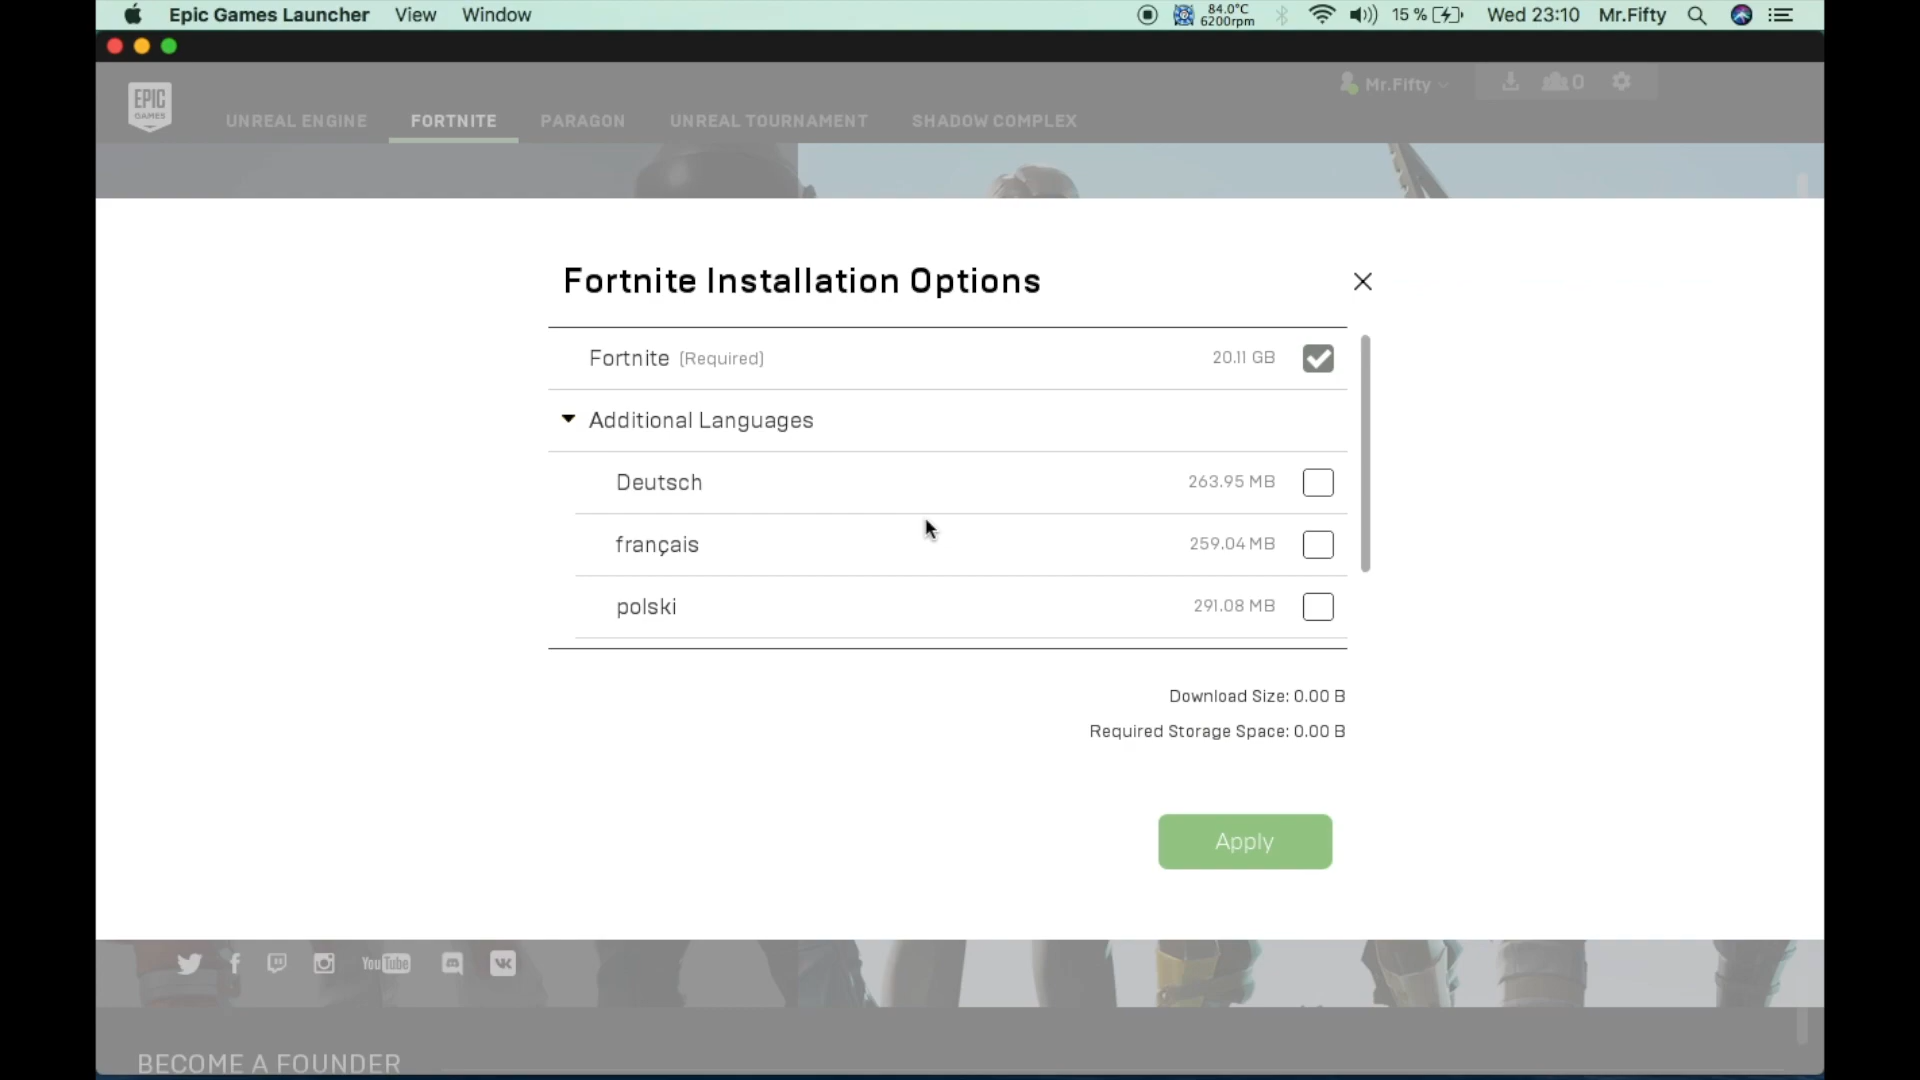 Epic Games Launcher View Window 84.0°C 6200rpm 15 % Wed 23:10 Mr.Fifty
EPIC GAMES
UNREAL ENGINE FORTNITE PARAGON UNREAL TOURNAMENT SHADOW COMPLEX
Mr.Fifty 0
Fortnite Installation Options
Fortnite (Required) 20.11 GB
Additional Languages
Deutsch 263.95 MB
français 259.04 MB
polski 291.08 MB
Download Size: 0.00 B
Required Storage Space: 0.00 B
Apply
You Tube
BECOME A FOUNDER